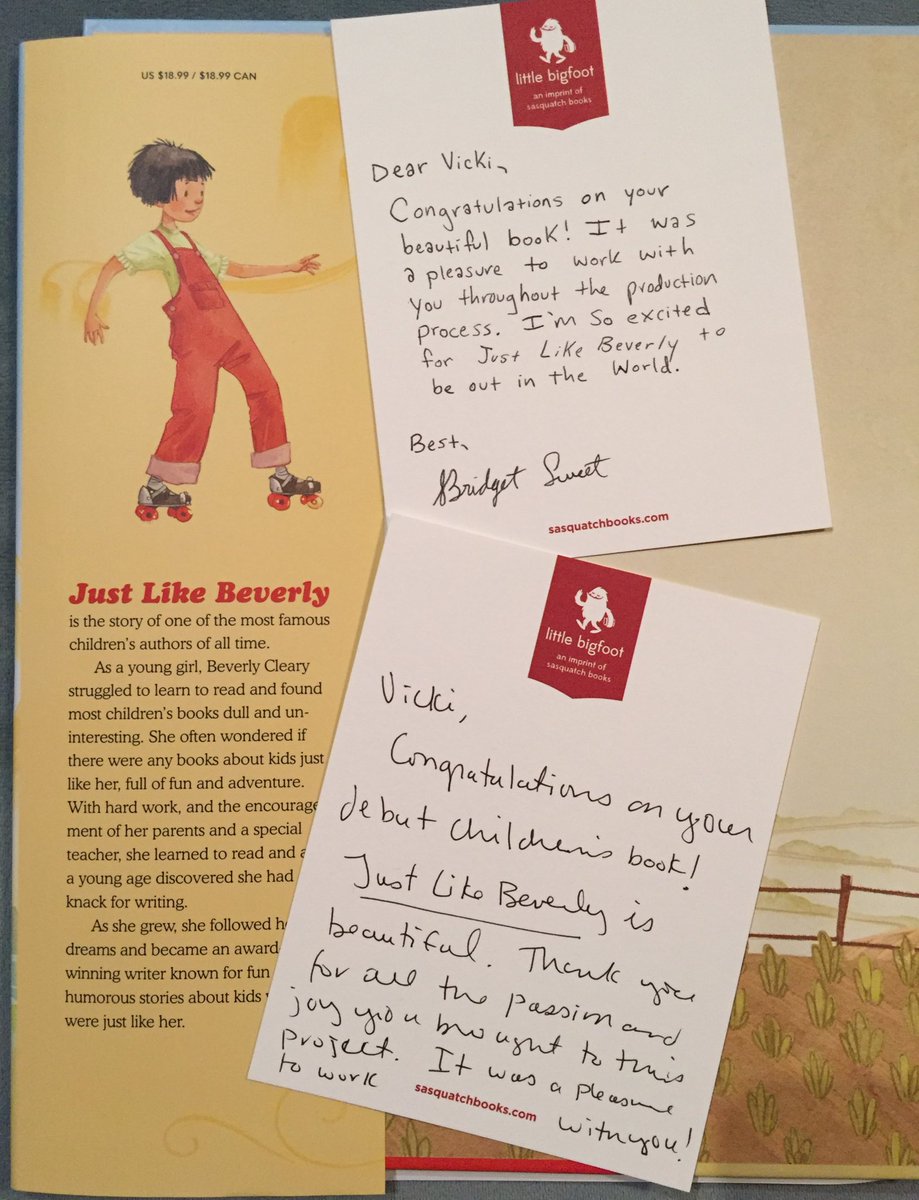 US $18.99 / $18.99 CAN
Just Like Beverly
is the story of one of the most famous
children's authors of all time.
As a young girl, Beverly Cleary
struggled to learn to read and found
most children's books dull and un-
interesting. She often wondered if
there were any books about kids just
like her, full of fun and adventure.
With hard work, and the encourage
ment of her parents and a special
teacher, she learned to read and a
a young age discovered she had
knack for writing.
As she grew, she followed he
dreams and became an award-
winning writer known for fun
humorous stories about kids
were just like her.
little bigfoot
an imprint of
sasquatch books
Dear Vicki,
Congratulations on your
beautiful book! It was
a pleasure to work with
you throughout the production
process. I'm so excited
for Just Like Beverly to
be out in the World.
Best,
Bridget Sweet
sasquatchbooks.com
little bigfoot
an imprint of
sasquatch books
Vicki,
Congratulations on your
debut children's book!
Just Like Beverly is
beautiful. Thank you
for all the passion and
joy you brought to this
project. It was a pleasure
to work with you!
sasquatchbooks.com